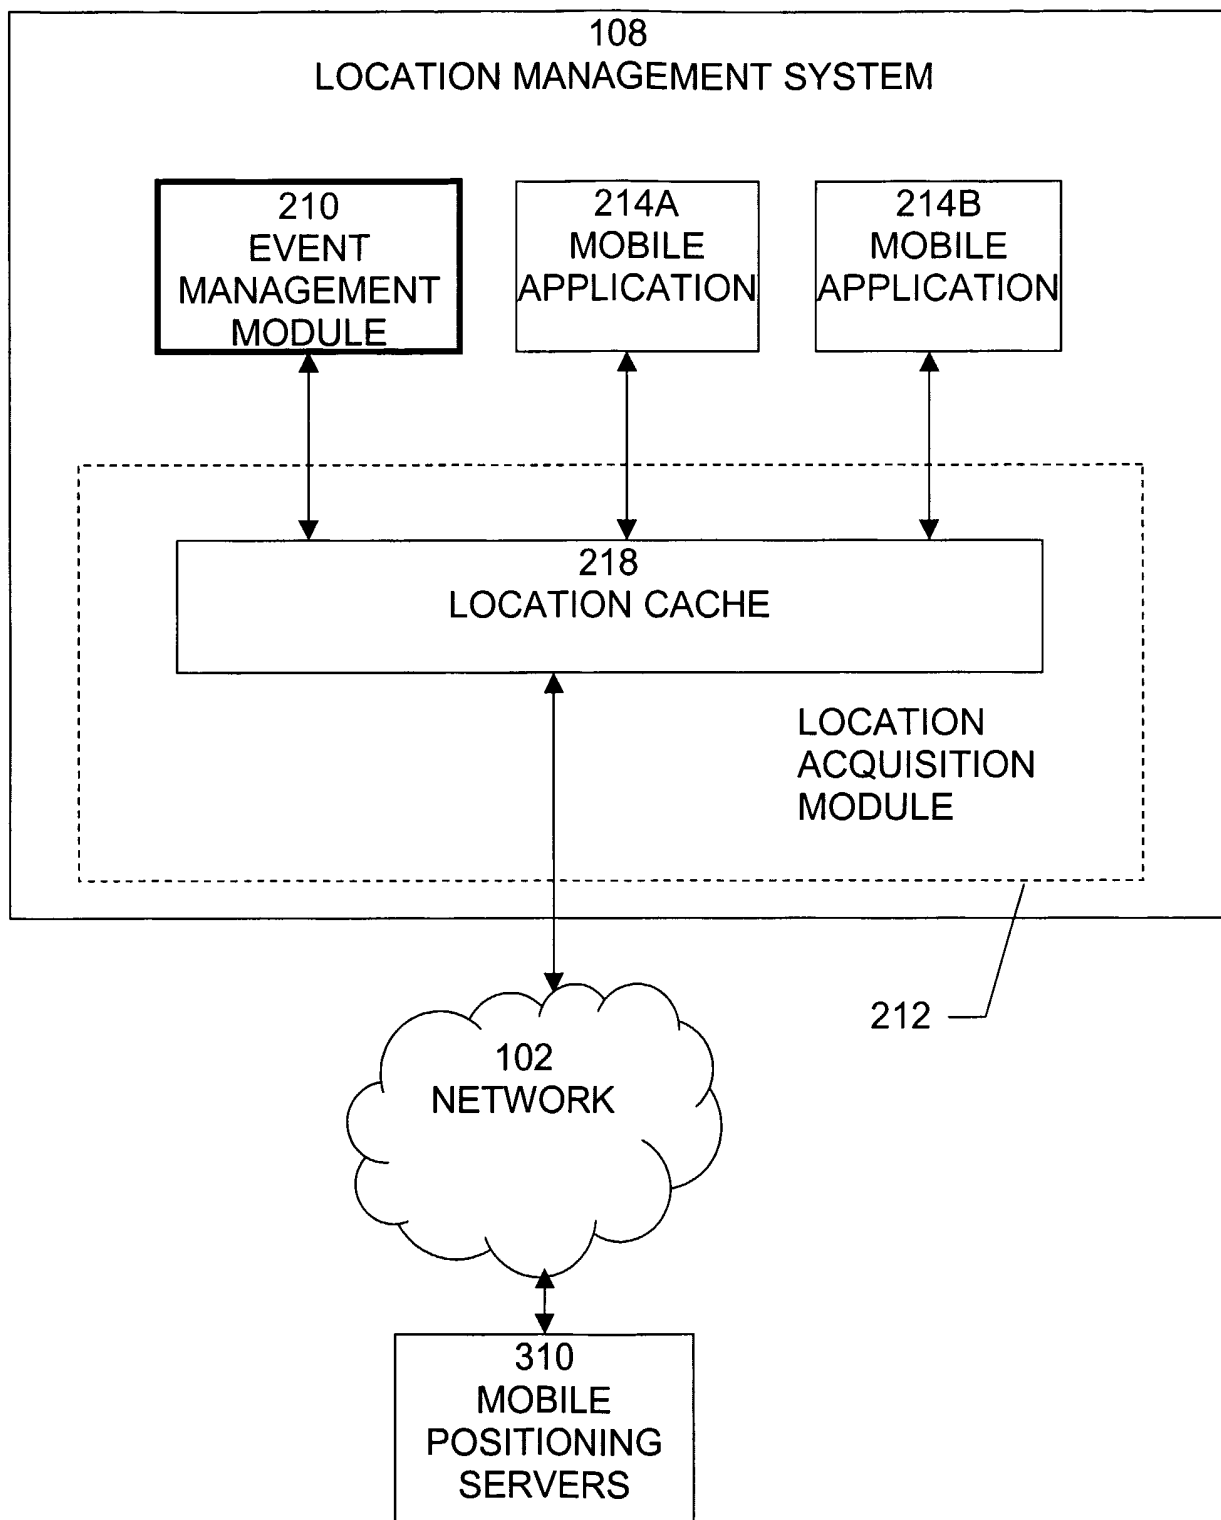 108
LOCATION MANAGEMENT SYSTEM
210
EVENT
MANAGEMENT
MODULE
214A
MOBILE
APPLICATION
214B
MOBILE
APPLICATION
218
LOCATION CACHE
LOCATION
ACQUISITION
MODULE
212
102
NETWORK
310
MOBILE
POSITIONING
SERVERS